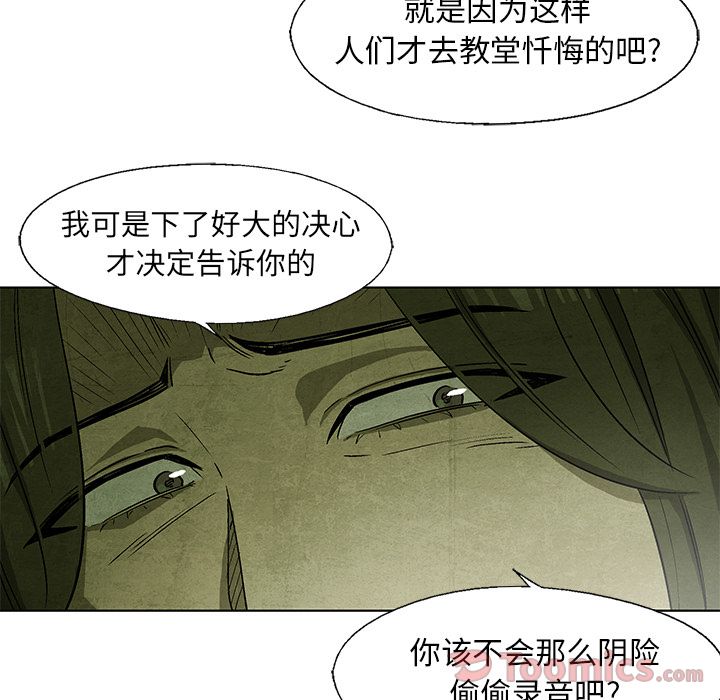 就是因为这样
人们才去教堂忏悔的吧?
我可是下了好大的决心
才决定告诉你的
你该不会那么阴险
偷偷录音吧?
Toomics.com